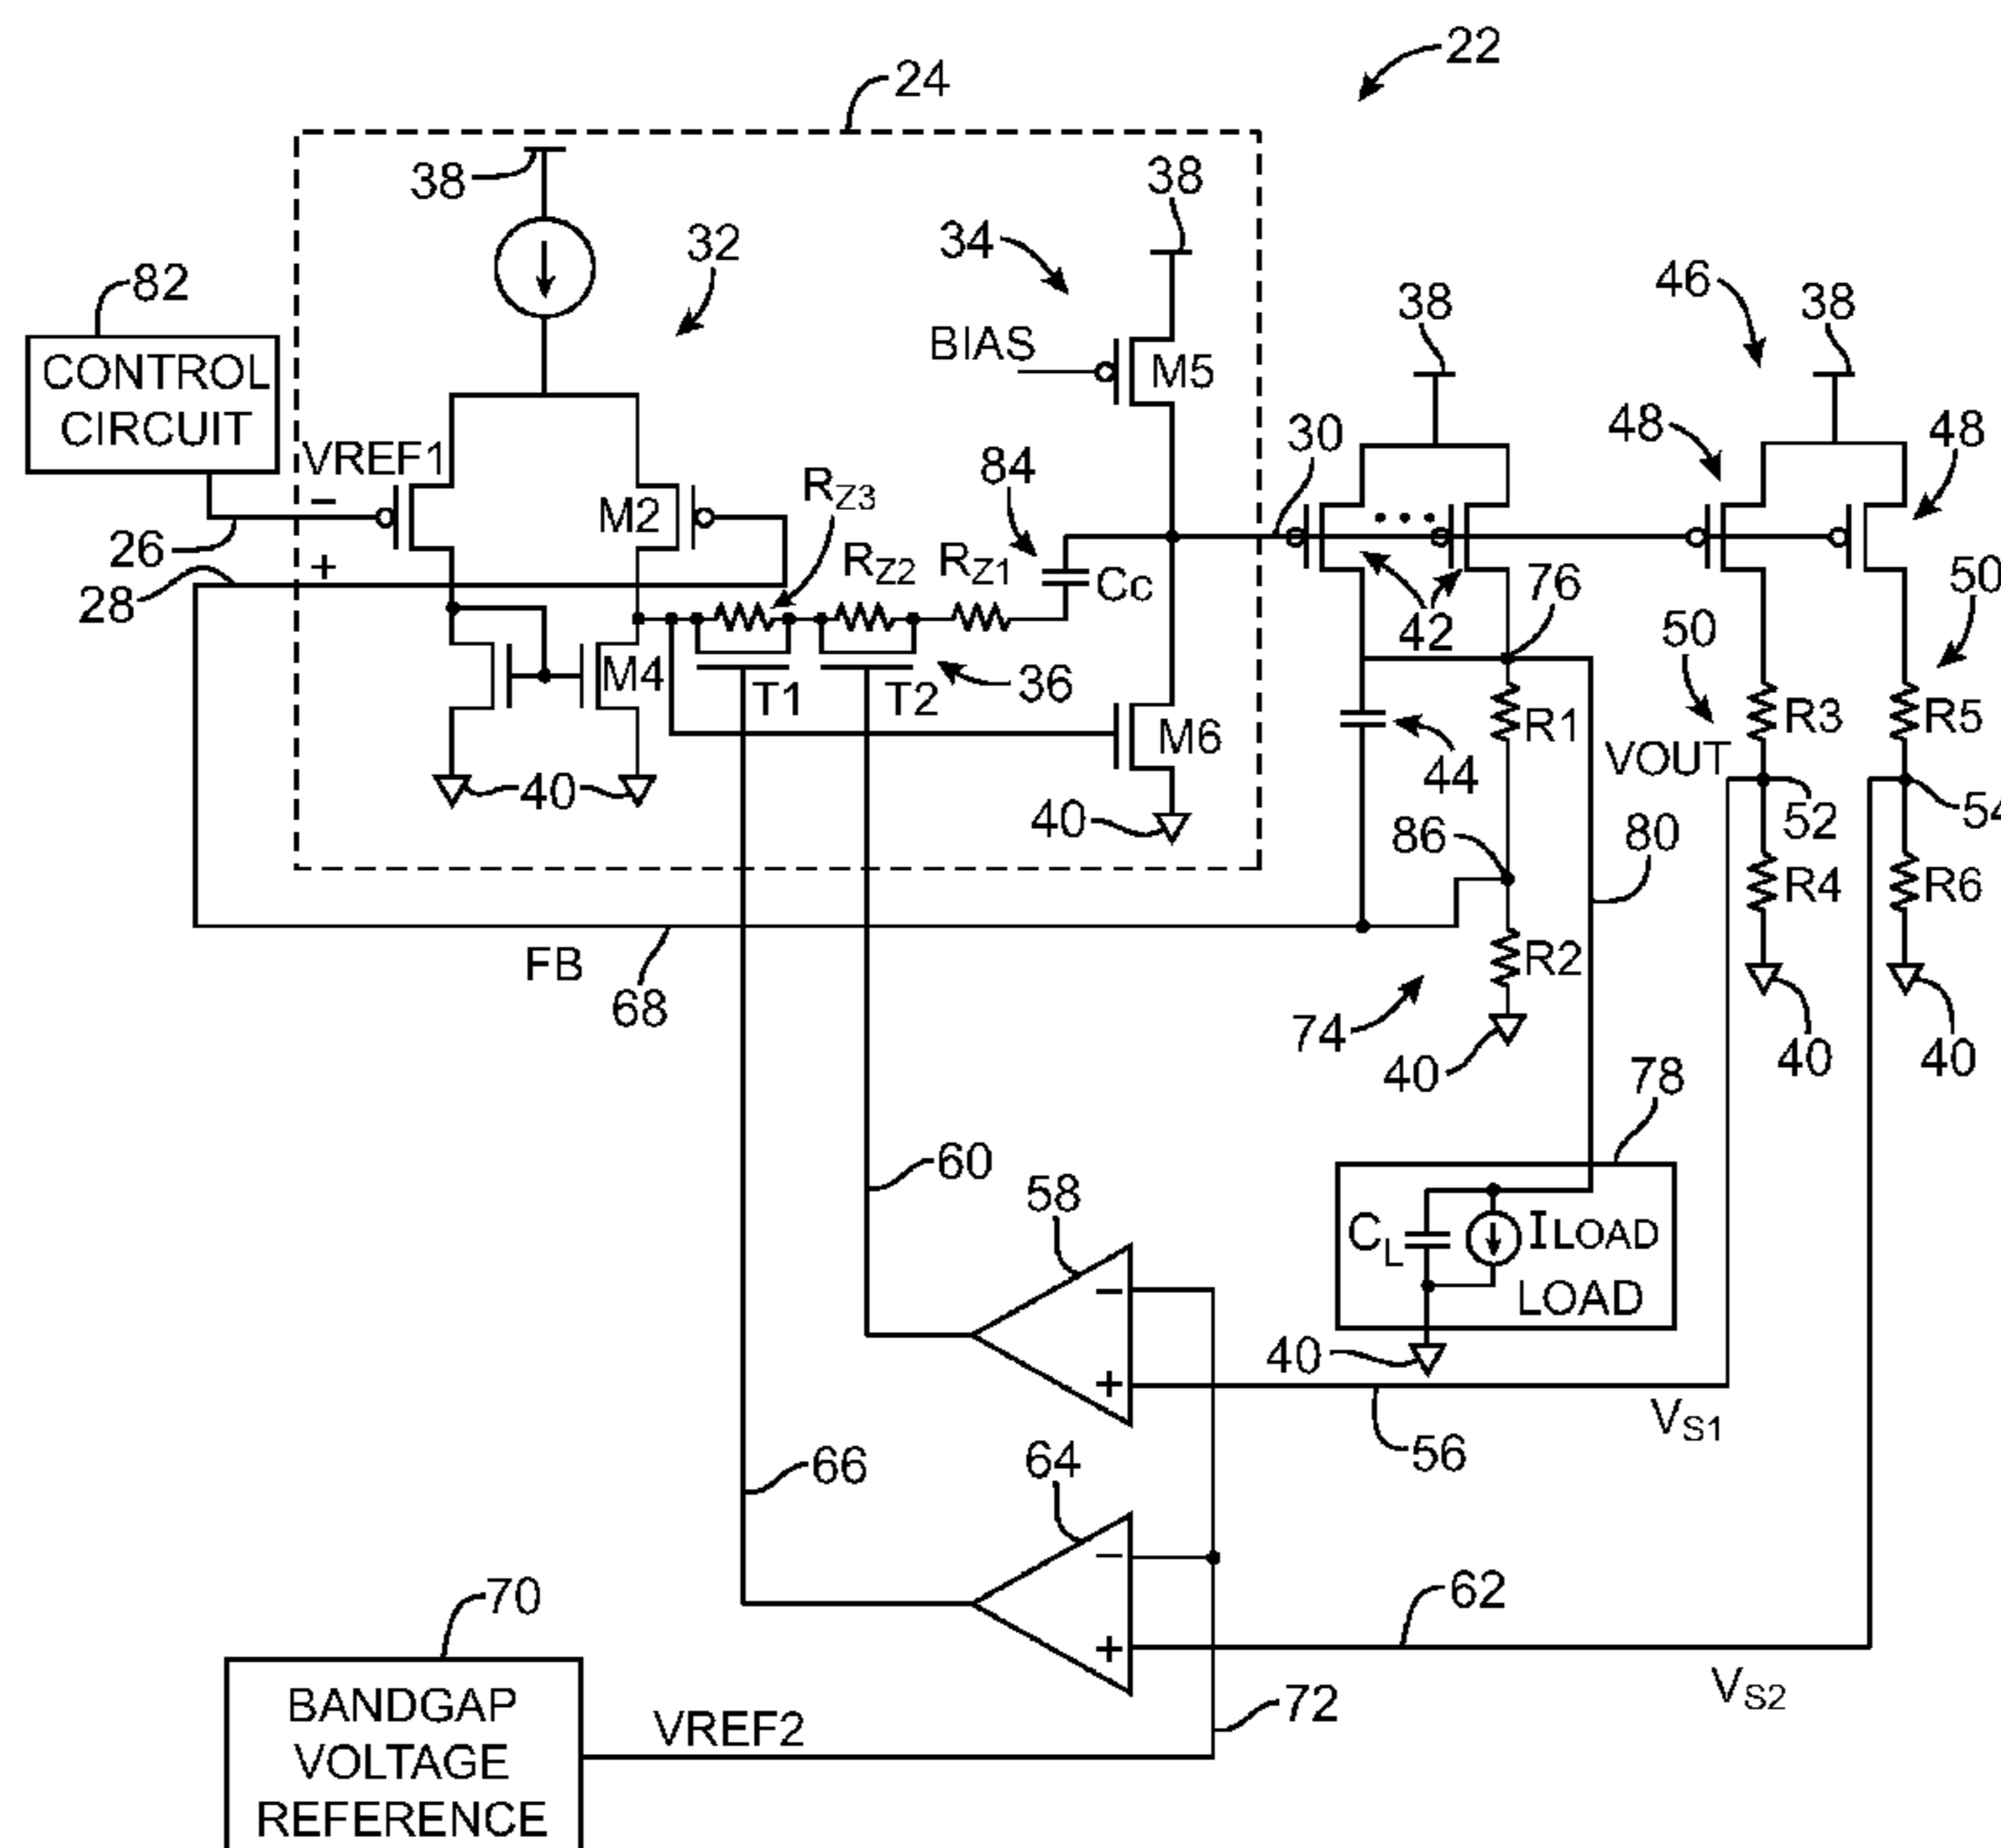 22
24
38
38
32
34
46
82
38
38
CONTROL
CIRCUIT
BIAS
M5
VREF1
RZ3
84
30
48
48
−
M2
26
+
RZ2
RZ1
Cc
76
50
28
42
50
M4
36
T1
T2
R1
R3
R5
M6
VOUT
44
52
54
40
40
86
80
R4
R6
FB
R2
68
74
40
40
40
78
60
58
CL
ILOAD
LOAD
−
+
40
VS1
56
66
64
−
62
+
70
VS2
BANDGAP
VOLTAGE
REFERENCE
VREF2
72